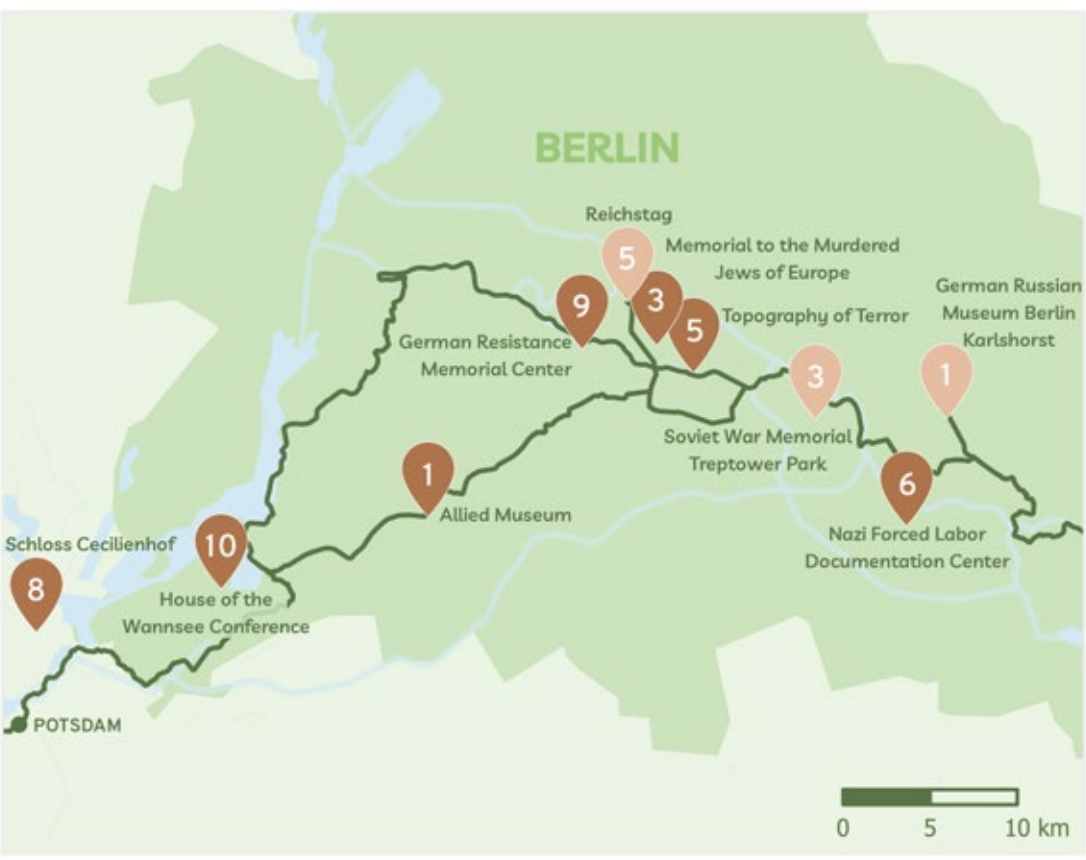 BERLIN
Reichstag
5
Memorial to the Murdered
Jews of Europe
3
5
Topography of Terror
German Russian
Museum Berlin
Karlshorst
1
9
German Resistance
Memorial Center
3
Soviet War Memorial
Treptower Park
1
Allied Museum
6
Nazi Forced Labor
Documentation Center
Schloss Cecilienhof
8
10
House of the
Wannsee Conference
POTSDAM
0 5 10 km